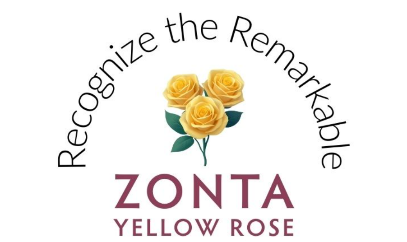 Recognize the Remarkable
ZONTA
YELLOW ROSE